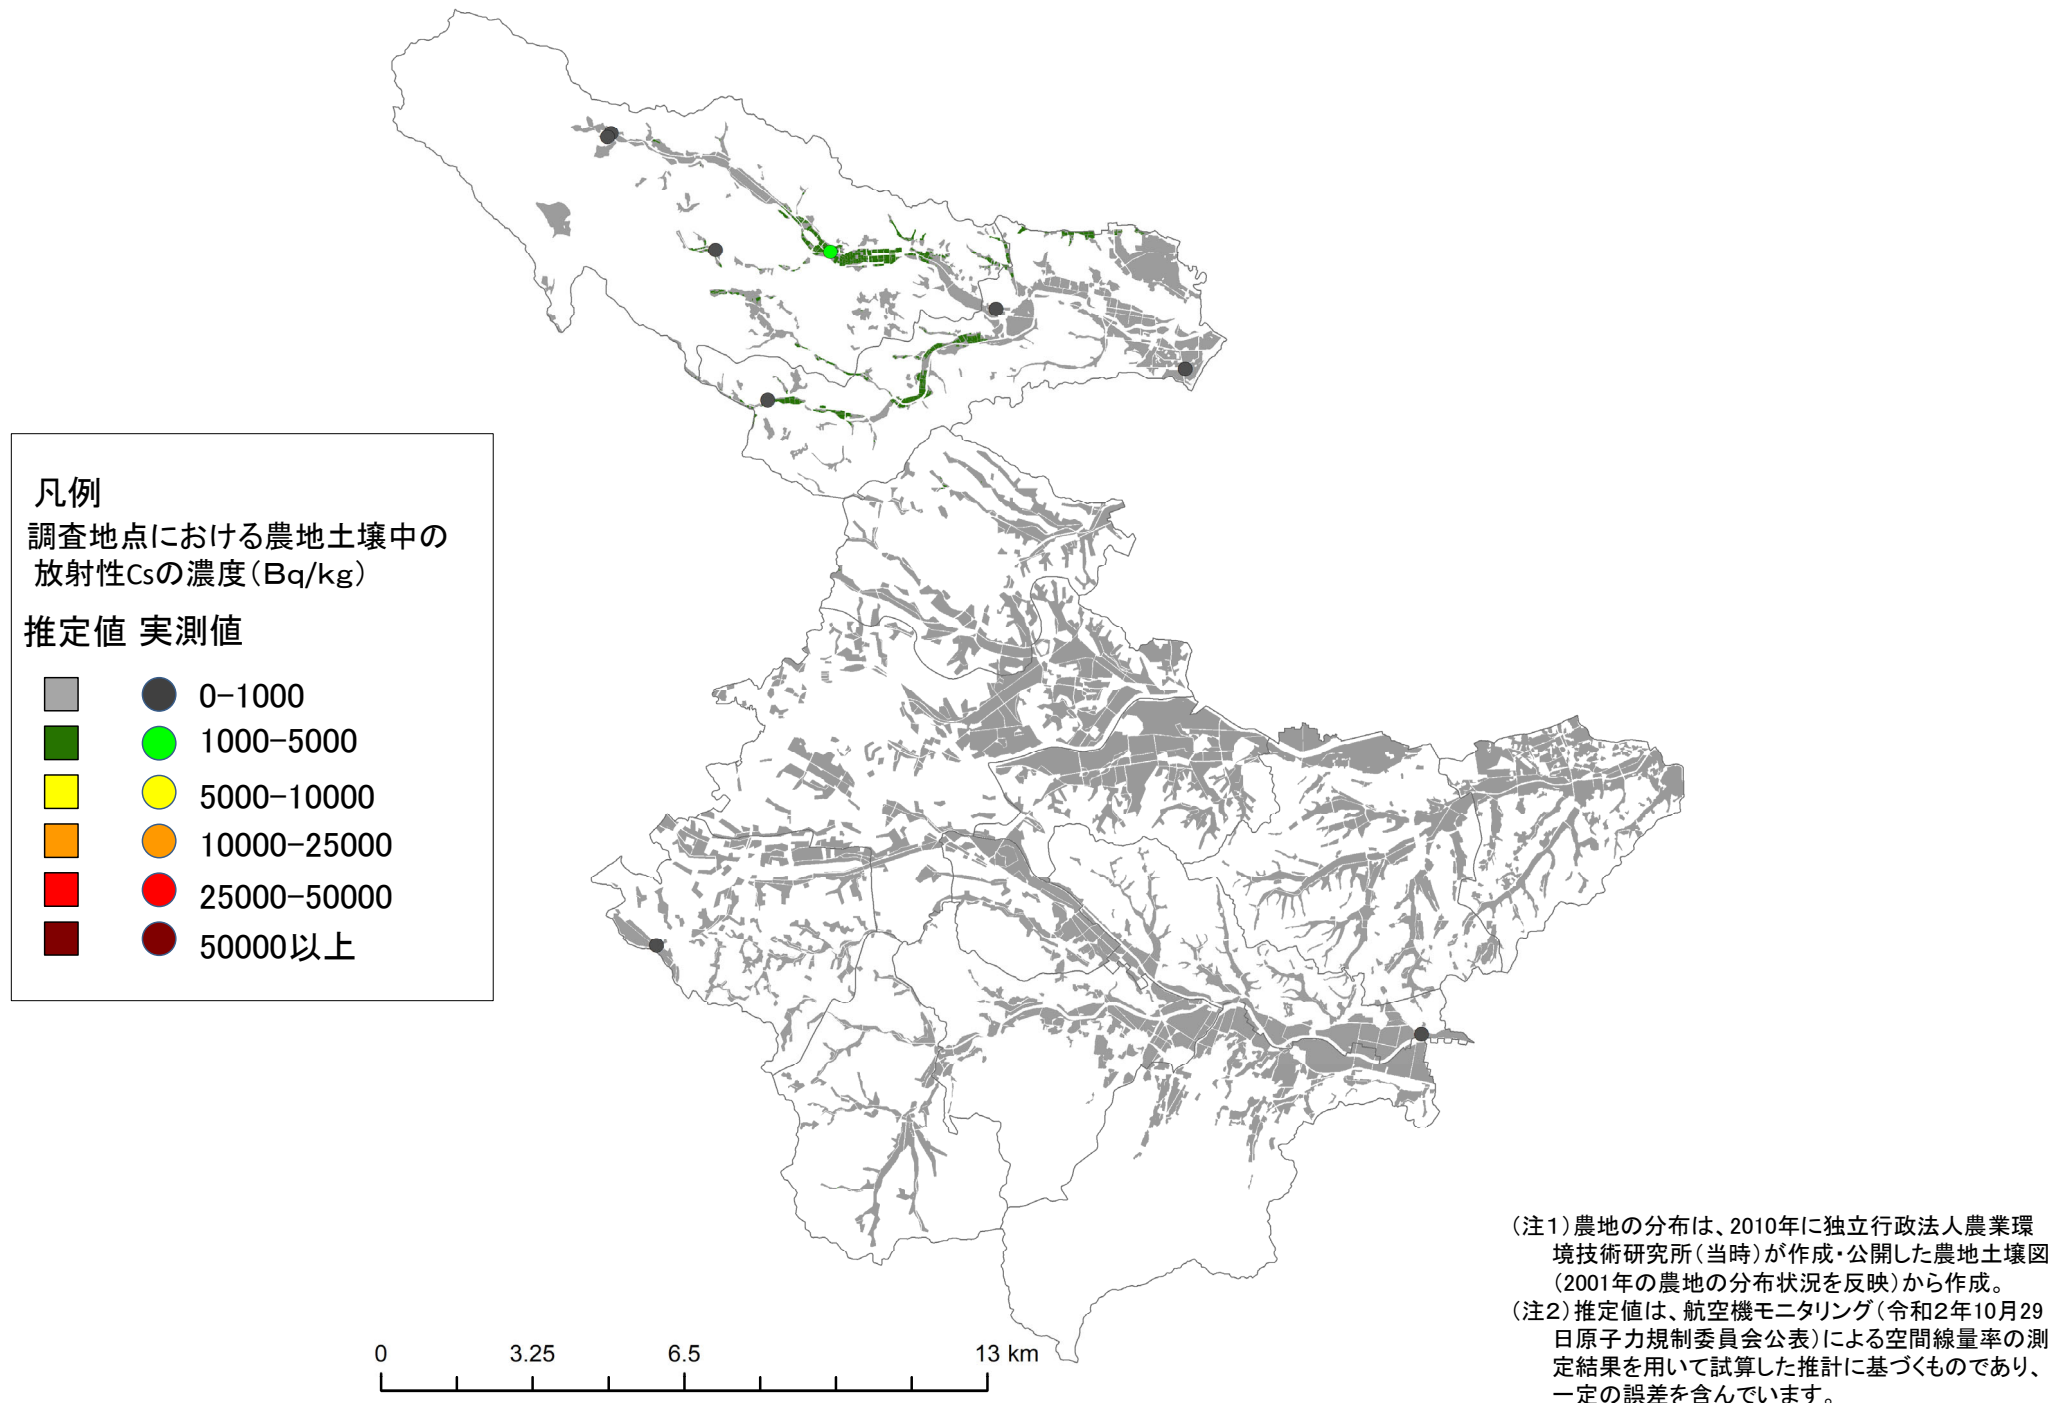 凡例
調査地点における農地土壌中の
放射性Csの濃度（Bq/kg）
推定値 実測値
0−1000
1000−5000
5000−10000
10000−25000
25000−50000
50000以上
0 3.25 6.5 13 km
（注１）農地の分布は、2010年に独立行政法人農業環
境技術研究所（当時）が作成・公開した農地土壌図
（2001年の農地の分布状況を反映）から作成。
（注２）推定値は、航空機モニタリング（令和２年10月29
日原子力規制委員会公表）による空間線量率の測
定結果を用いて試算した推計に基づくものであり、
一定の誤差を含んでいます。